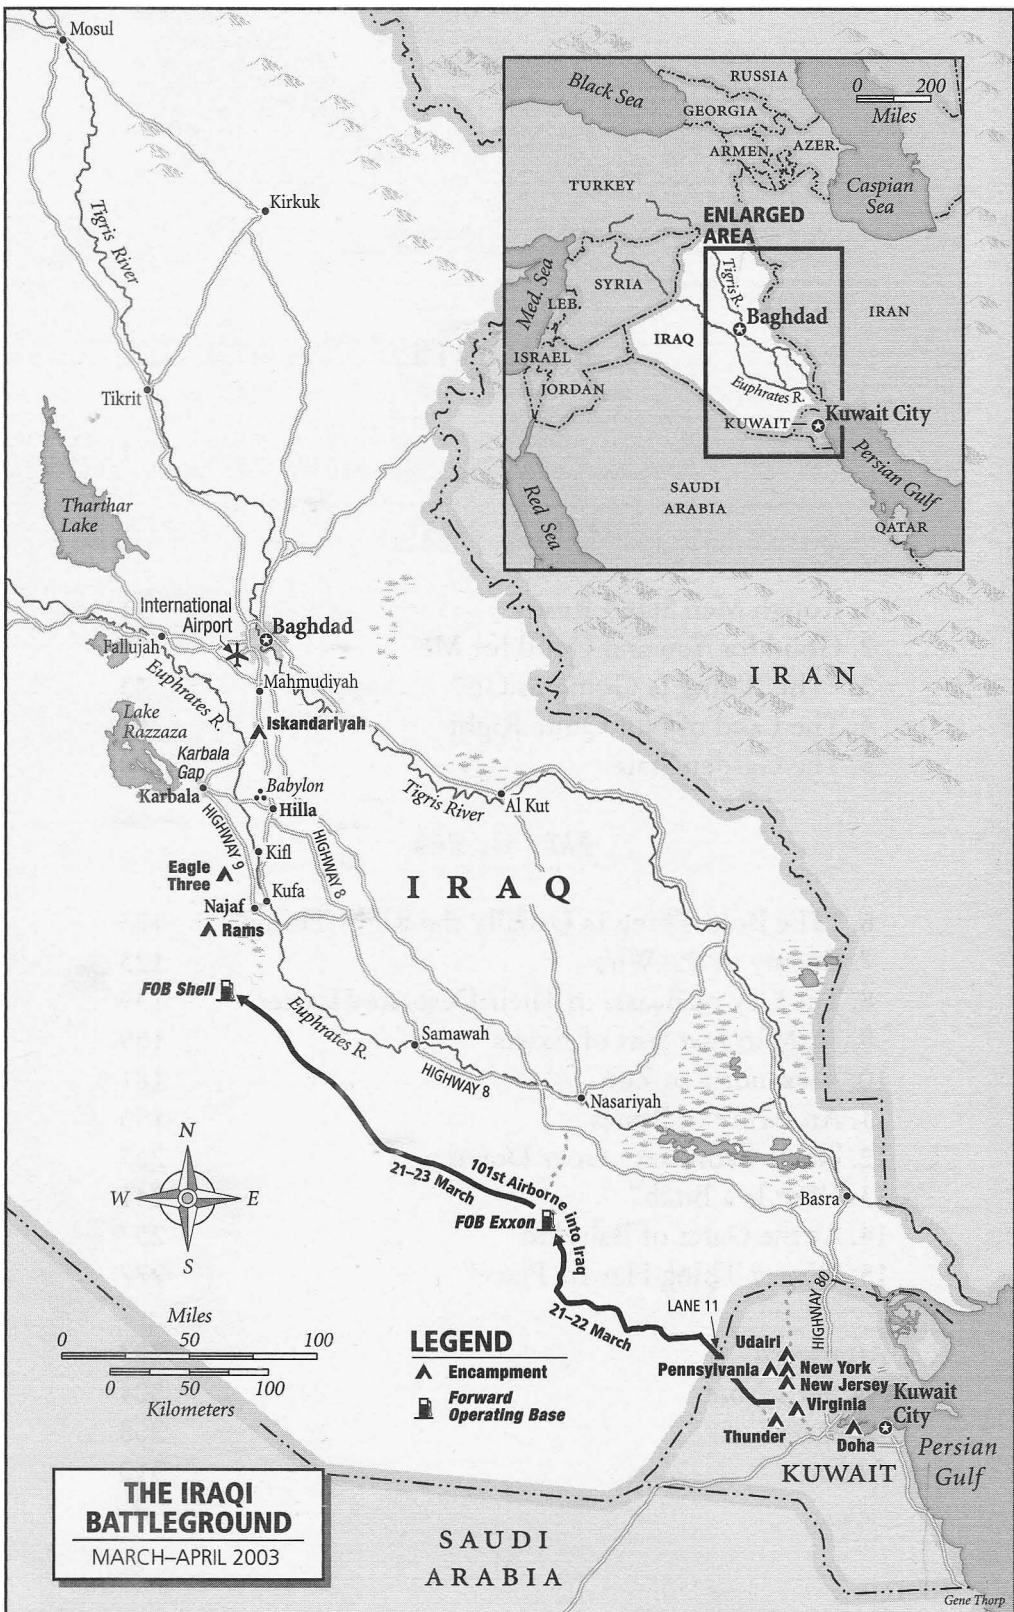 Mosul
Kirkuk
Tigris River
Tikrit
Tharthar
Lake
International
Airport
Baghdad
Fallujah
Mahmudiyah
Euphrates R.
Lake
Razzaza
Iskandariyah
Karbala
Gap
Karbala
Babylon
Hilla
Tigris River
Al Kut
HIGHWAY 9
HIGHWAY 8
Kifl
Eagle
Three
Kufa
Najaf
Rams
IRAQ
IRAN
FOB Shell
Euphrates R.
Samawah
HIGHWAY 8
Nasariyah
N
W E
S
21–23 March
101st Airborne into Iraq
FOB Exxon
Basra
21–22 March
LANE 11
HIGHWAY 80
Miles
0 50 100
0 50 100
Kilometers
LEGEND
Encampment
Forward
Operating Base
Udairi
Pennsylvania
New York
New Jersey
Virginia
Thunder
Doha
Kuwait
City
KUWAIT
Persian
Gulf
THE IRAQI
BATTLEGROUND
MARCH–APRIL 2003
SAUDI
ARABIA
Gene Thorp
Black Sea
RUSSIA
0 200
Miles
GEORGIA
ARMEN.
AZER.
Caspian
Sea
TURKEY
ENLARGED
AREA
Med. Sea
SYRIA
LEB.
Tigris R.
Baghdad
IRAN
IRAQ
ISRAEL
JORDAN
Euphrates R.
KUWAIT
Kuwait City
Persian Gulf
SAUDI
ARABIA
Red Sea
QATAR